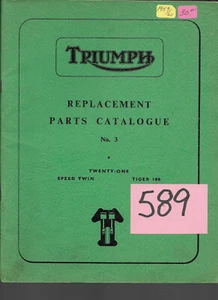 TRIUMPH
REPLACEMENT
PARTS CATALOGUE
No. 3
TWENTY-ONE
SPEED TWIN TIGER 100
589